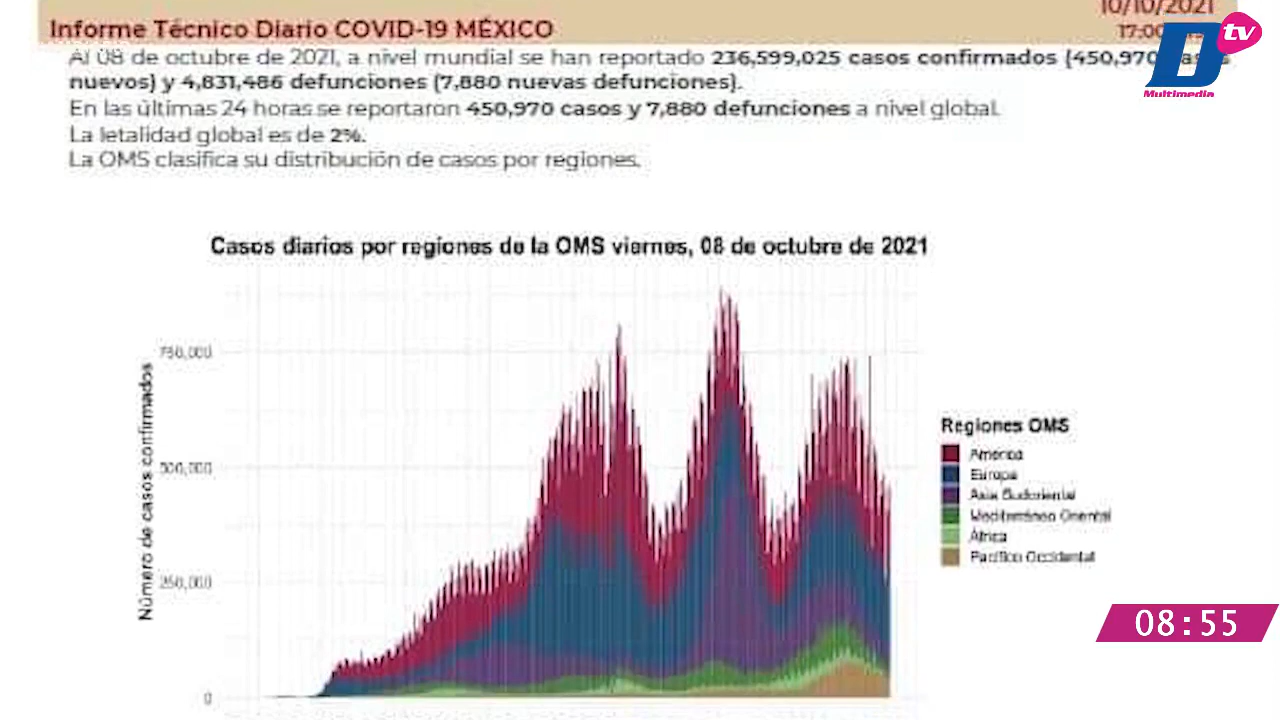 10/10/2021
Informe Técnico Diario COVID-19 MÉXICO
17:00
D tv
Multimedia
Al 08 de octubre de 2021, a nivel mundial se han reportado 236,599,025 casos confirmados (450,970 casos
nuevos) y 4,831,486 defunciones (7,880 nuevas defunciones).
En las últimas 24 horas se reportaron 450,970 casos y 7,880 defunciones a nivel global.
La letalidad global es de 2%.
La OMS clasifica su distribución de casos por regiones.
Casos diarios por regiones de la OMS viernes, 08 de octubre de 2021
Número de casos confirmados
750,000
500,000
250,000
0
Regiones OMS
América
Europa
Asia Sudoriental
Mediterráneo Oriental
África
Pacífico Occidental
08:55